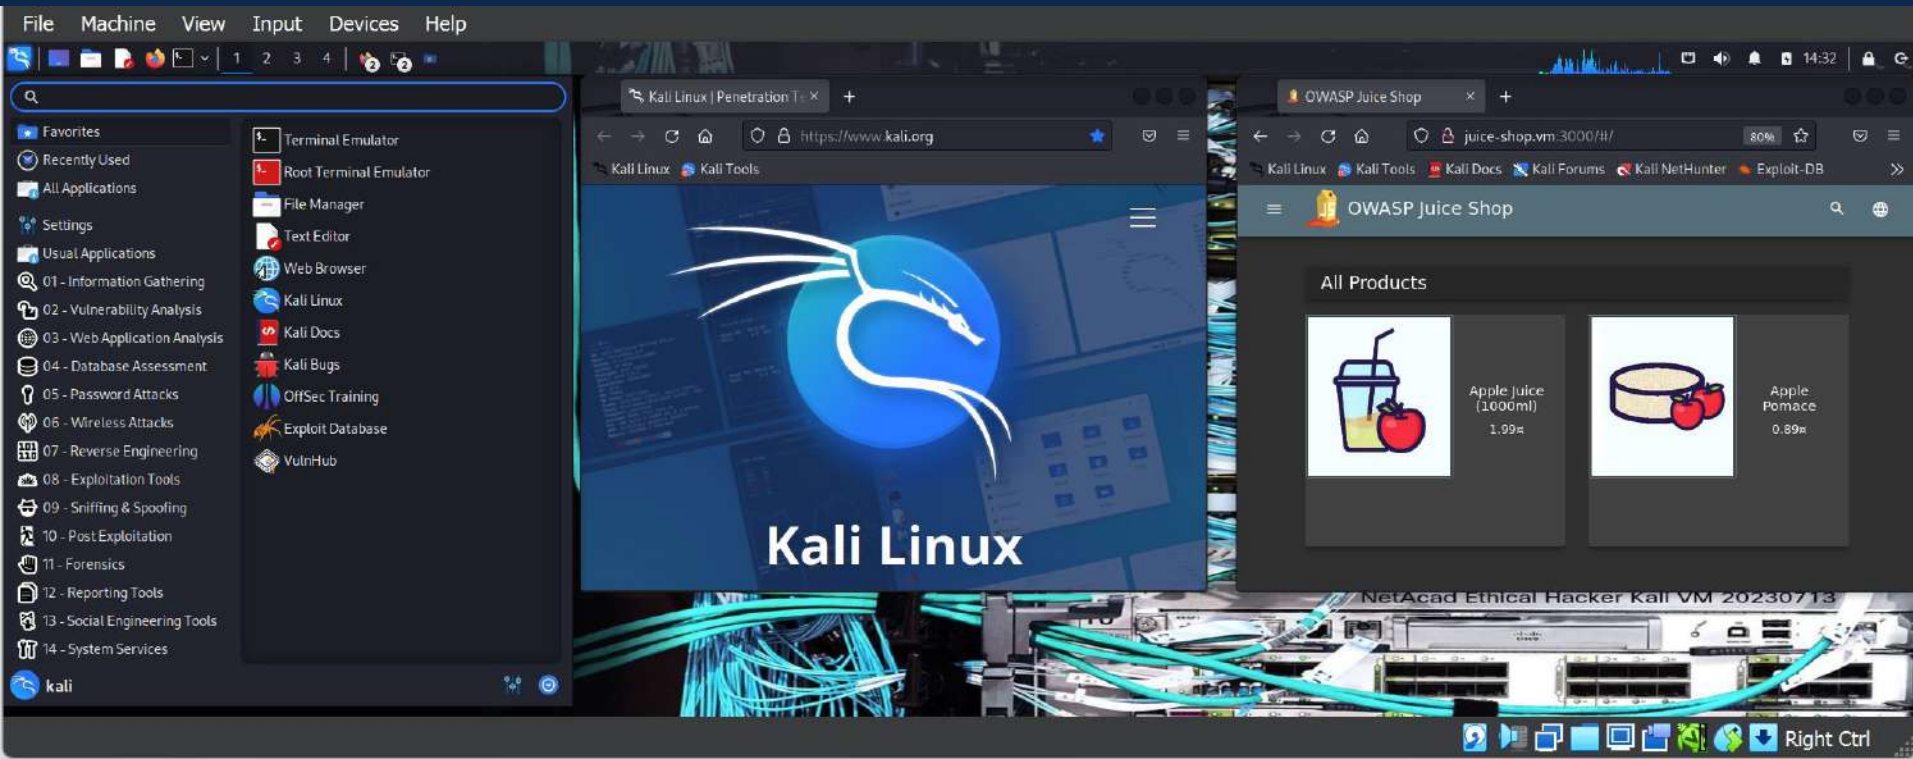 File Machine View Input Devices Help
1 2 3 4 2 2 14:32
Favorites
Recently Used
All Applications
Settings
Usual Applications
01 - Information Gathering
02 - Vulnerability Analysis
03 - Web Application Analysis
04 - Database Assessment
05 - Password Attacks
06 - Wireless Attacks
07 - Reverse Engineering
08 - Exploitation Tools
09 - Sniffing & Spoofing
10 - Post Exploitation
11 - Forensics
12 - Reporting Tools
13 - Social Engineering Tools
14 - System Services
kali
Terminal Emulator
Root Terminal Emulator
File Manager
Text Editor
Web Browser
Kali Linux
Kali Docs
Kali Bugs
OffSec Training
Exploit Database
VulnHub
Kali Linux | Penetration Te
https://www.kali.org
Kali Linux Kali Tools
Kali Linux
OWASP Juice Shop
juice-shop.vm:3000/#/ 80%
Kali Linux Kali Tools Kali Docs Kali Forums Kali NetHunter Exploit-DB
OWASP Juice Shop
All Products
Apple Juice
(1000ml)
1.99¤
Apple
Pomace
0.89¤
NetAcad Ethical Hacker Kali VM 20230713
Right Ctrl